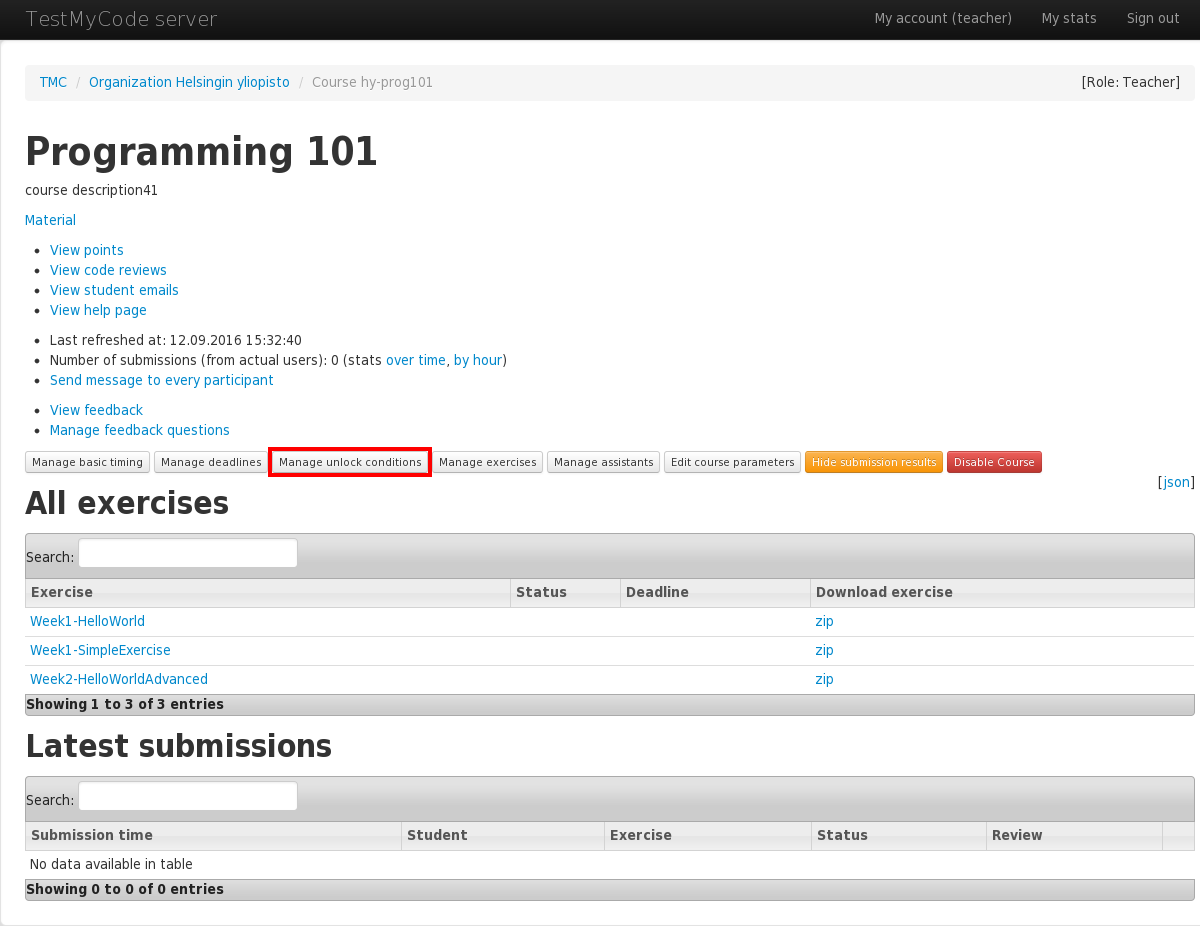 TestMyCode server My account (teacher) My stats Sign out
TMC / Organization Helsingin yliopisto / Course hy-prog101 [Role: Teacher]
Programming 101
course description41
Material
View points
View code reviews
View student emails
View help page
Last refreshed at: 12.09.2016 15:32:40
Number of submissions (from actual users): 0 (stats over time, by hour)
Send message to every participant
View feedback
Manage feedback questions
Manage basic timing Manage deadlines Manage unlock conditions Manage exercises Manage assistants Edit course parameters Hide submission results Disable Course
[json]
All exercises
Search:
Exercise Status Deadline Download exercise
Week1-HelloWorld zip
Week1-SimpleExercise zip
Week2-HelloWorldAdvanced zip
Showing 1 to 3 of 3 entries
Latest submissions
Search:
Submission time Student Exercise Status Review
No data available in table
Showing 0 to 0 of 0 entries